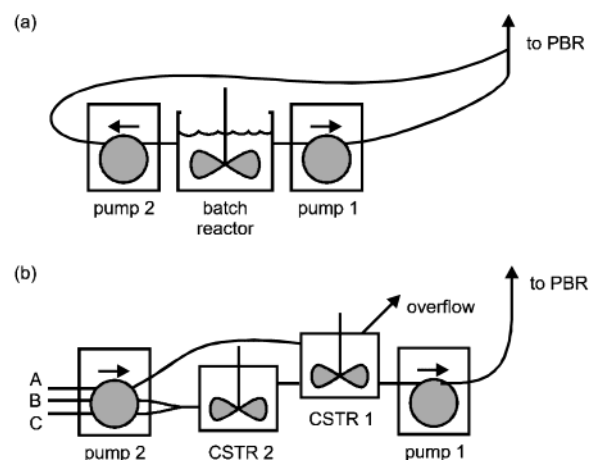 (a)
to PBR
pump 2
batch
reactor
pump 1
(b)
to PBR
overflow
A
B
C
CSTR 1
pump 2
CSTR 2
pump 1